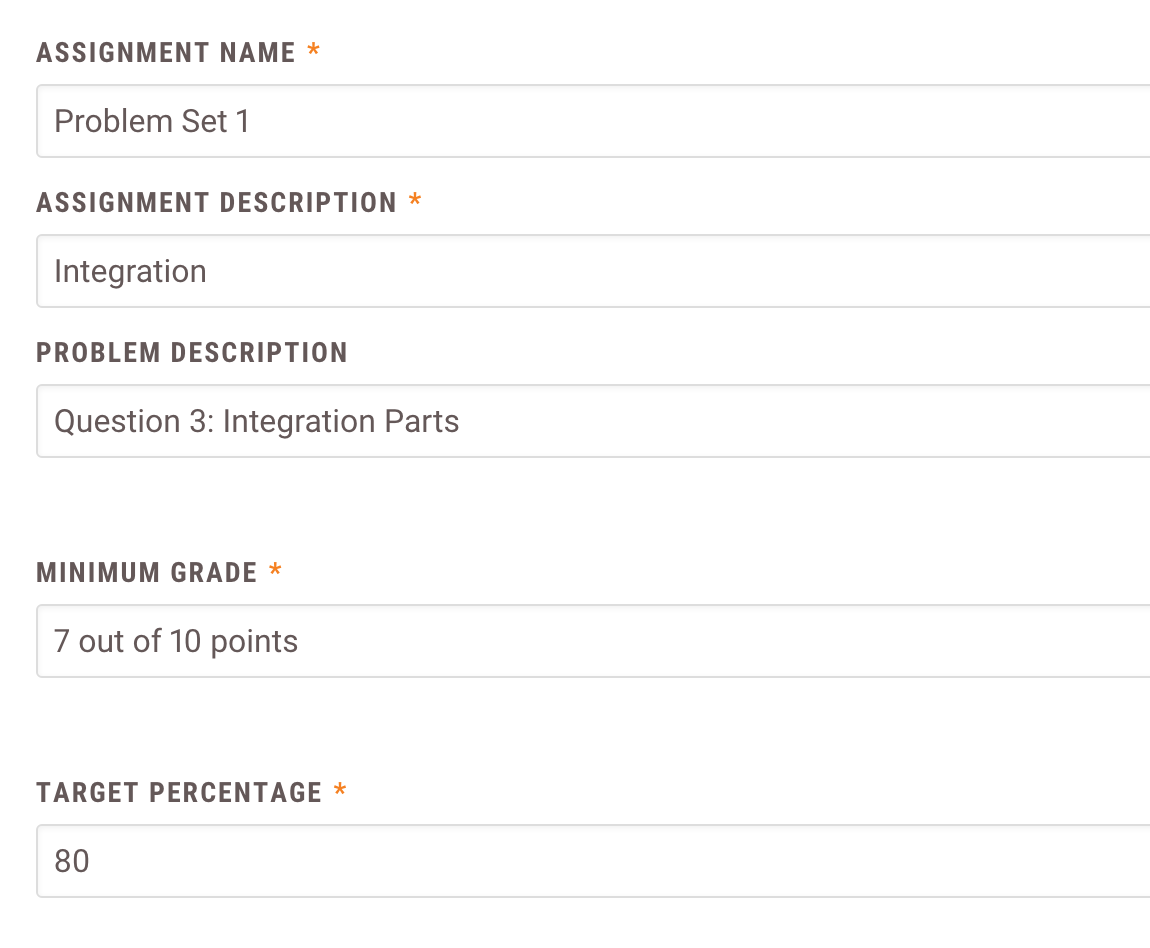 ASSIGNMENT NAME *
Problem Set 1
ASSIGNMENT DESCRIPTION *
Integration
PROBLEM DESCRIPTION
Question 3: Integration Parts
MINIMUM GRADE *
7 out of 10 points
TARGET PERCENTAGE *
80